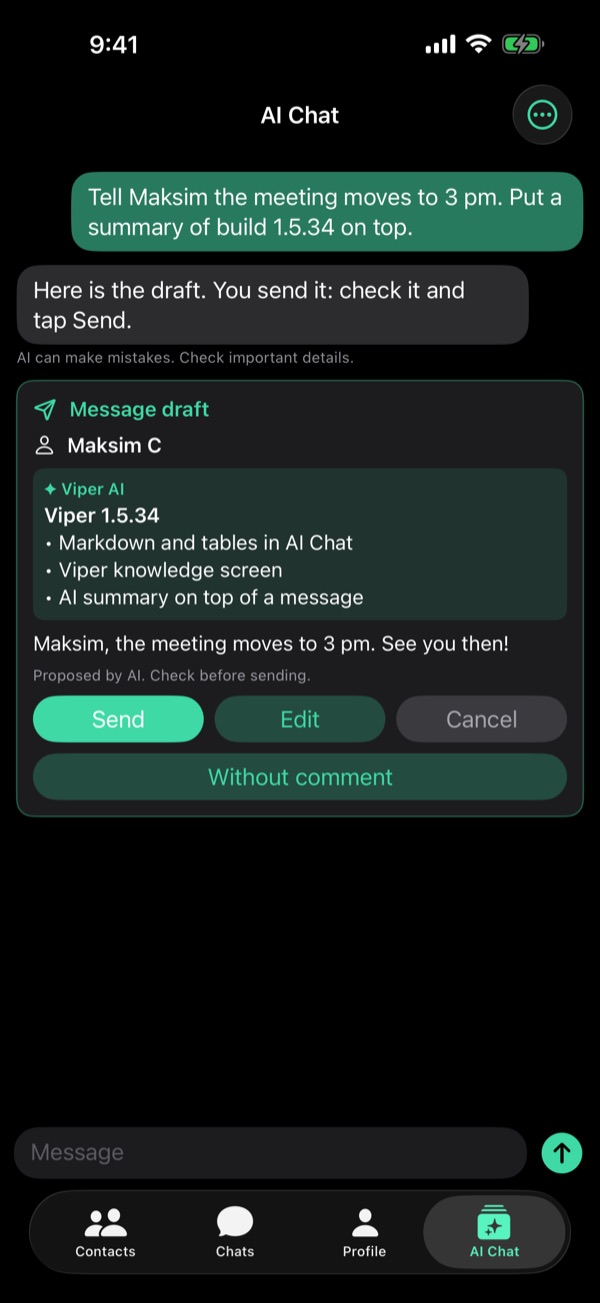 9:41
AI Chat
Tell Maksim the meeting moves to 3 pm. Put a
summary of build 1.5.34 on top.
Here is the draft. You send it: check it and
tap Send.
AI can make mistakes. Check important details.
Message draft
Maksim C
Viper AI
Viper 1.5.34
• Markdown and tables in AI Chat
• Viper knowledge screen
• AI summary on top of a message
Maksim, the meeting moves to 3 pm. See you then!
Proposed by AI. Check before sending.
Send Edit Cancel
Without comment
Message
Contacts Chats Profile AI Chat